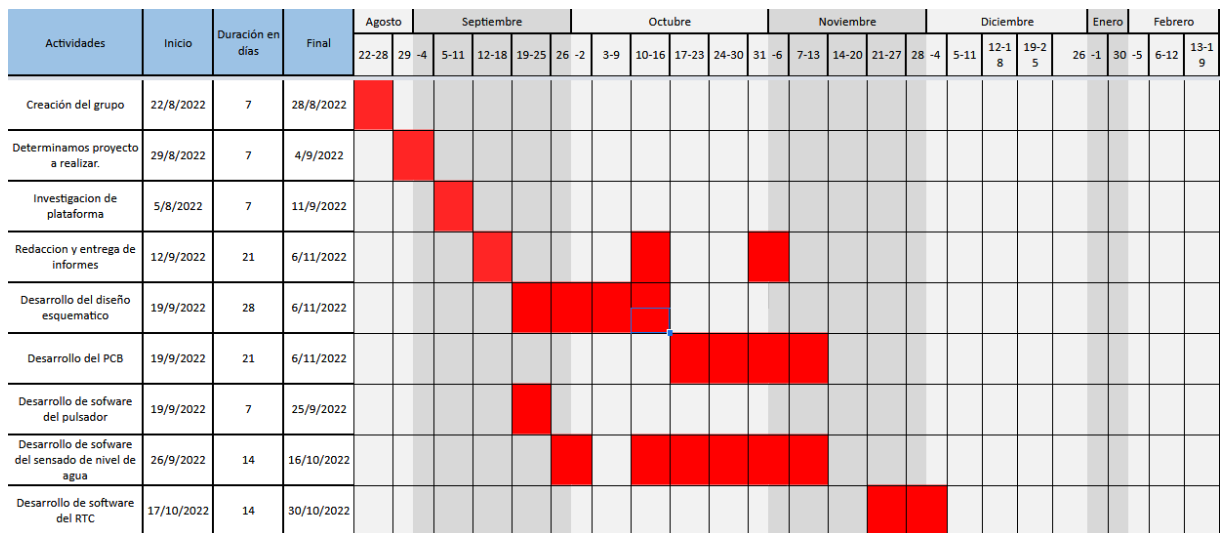 Actividades Inicio Duración en días Final Agosto Septiembre Octubre Noviembre Diciembre Enero Febrero
22-28 29 -4 5-11 12-18 19-25 26 -2 3-9 10-16 17-23 24-30 31 -6 7-13 14-20 21-27 28 -4 5-11 12-18 19-25 26 -1 30 -5 6-12 13-19
Creación del grupo 22/8/2022 7 28/8/2022
Determinamos proyecto a realizar. 29/8/2022 7 4/9/2022
Investigacion de plataforma 5/8/2022 7 11/9/2022
Redaccion y entrega de informes 12/9/2022 21 6/11/2022
Desarrollo del diseño esquematico 19/9/2022 28 6/11/2022
Desarrollo del PCB 19/9/2022 21 6/11/2022
Desarrollo de sofware del pulsador 19/9/2022 7 25/9/2022
Desarrollo de sofware del sensado de nivel de agua 26/9/2022 14 16/10/2022
Desarrollo de software del RTC 17/10/2022 14 30/10/2022